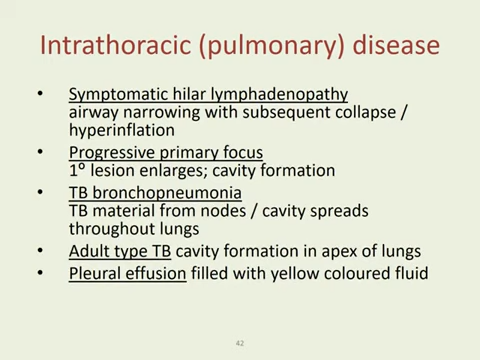 Intrathoracic (pulmonary) disease
• Symptomatic hilar lymphadenopathy
airway narrowing with subsequent collapse /
hyperinflation
• Progressive primary focus
1º lesion enlarges; cavity formation
• TB bronchopneumonia
TB material from nodes / cavity spreads
throughout lungs
• Adult type TB cavity formation in apex of lungs
• Pleural effusion filled with yellow coloured fluid
42